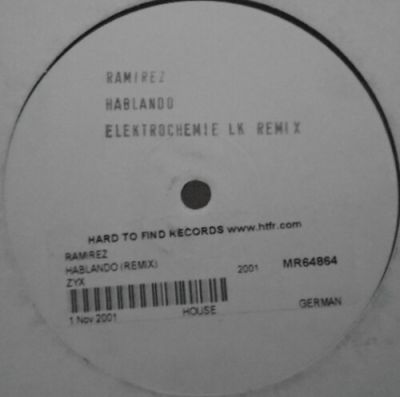 RAMIREZ
HABLANDO
ELEKTROCHEMIE LK REMIX
HARD TO FIND RECORDS www.htfr.com
RAMIREZ
HABLANDO (REMIX) 2001 MR64864
ZYX
1 Nov 2001 HOUSE GERMAN